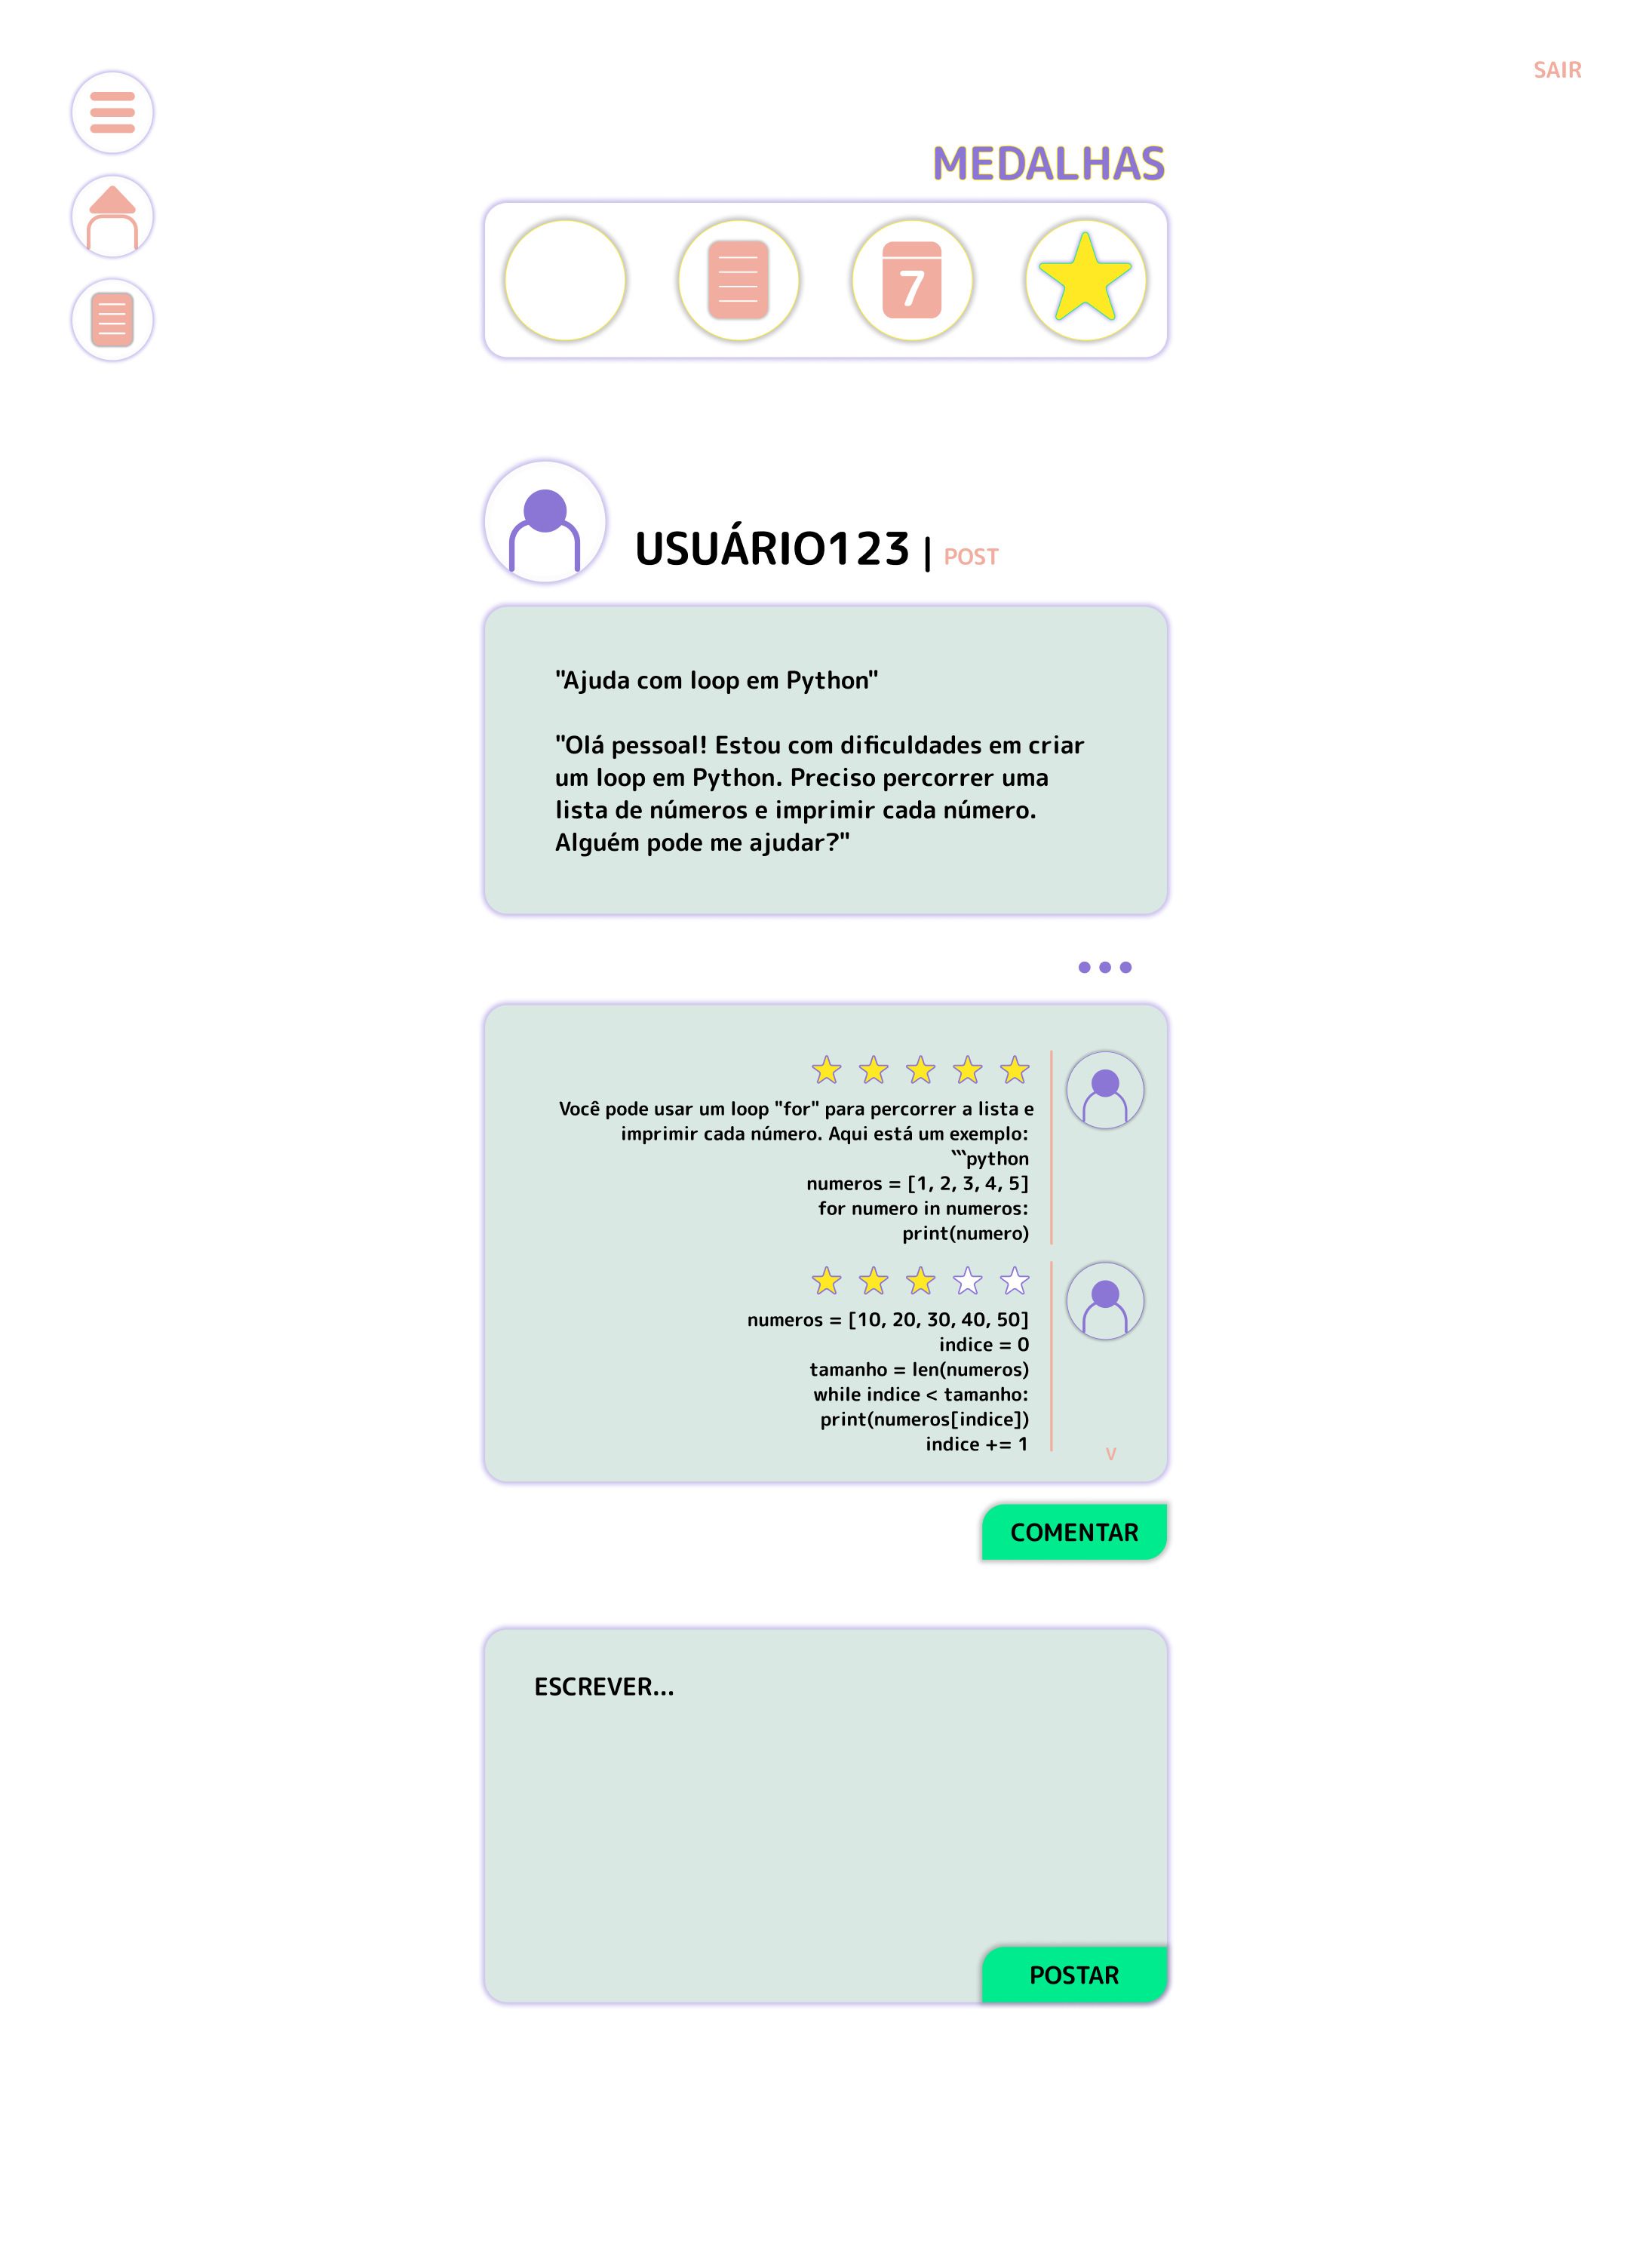 SAIR
MEDALHAS
7
USUÁRIO123 | POST
"Ajuda com loop em Python"
"Olá pessoal! Estou com dificuldades em criar
um loop em Python. Preciso percorrer uma
lista de números e imprimir cada número.
Alguém pode me ajudar?"
Você pode usar um loop "for" para percorrer a lista e
imprimir cada número. Aqui está um exemplo:
```python
numeros = [1, 2, 3, 4, 5]
for numero in numeros:
print(numero)
numeros = [10, 20, 30, 40, 50]
indice = 0
tamanho = len(numeros)
while indice < tamanho:
print(numeros[indice])
indice += 1
v
COMENTAR
ESCREVER...
POSTAR